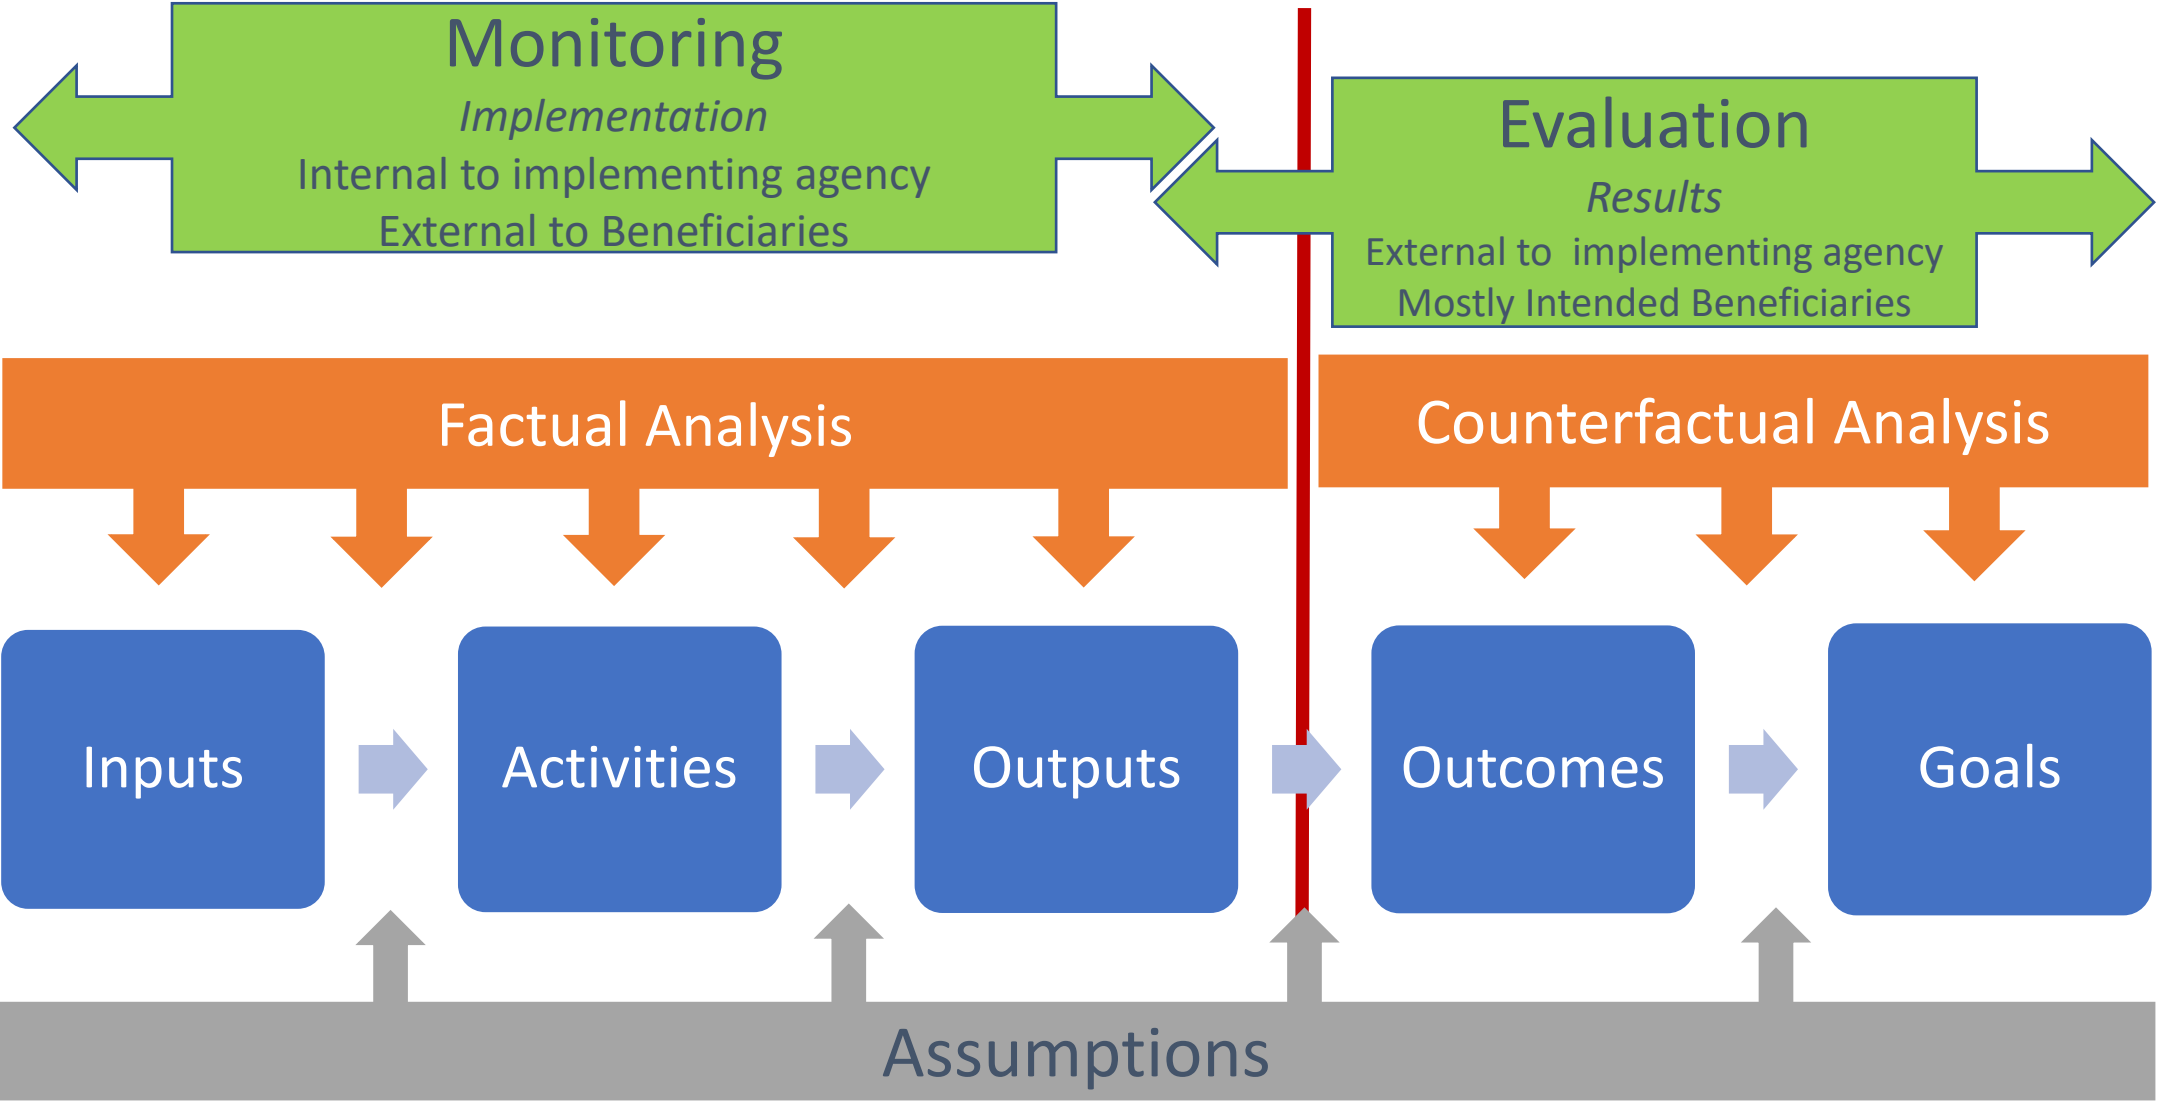 Monitoring
Implementation
Internal to implementing agency
External to Beneficiaries
Evaluation
Results
External to  implementing agency
Mostly Intended Beneficiaries
Factual Analysis
Counterfactual Analysis
Inputs
Activities
Outputs
Outcomes
Goals
Assumptions